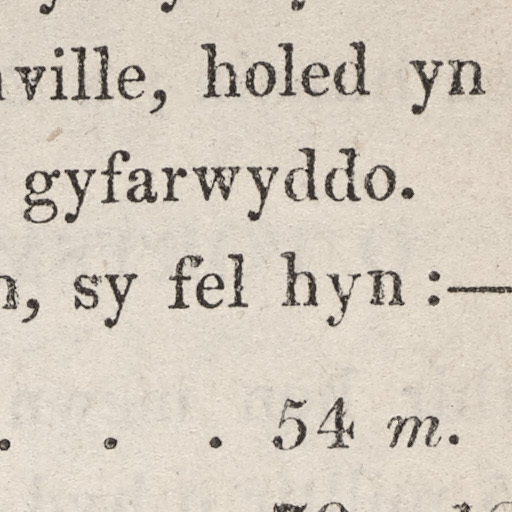 ville, holed yn
gyfarwyddo.
sy fel hyn :—
. . . 54 m.